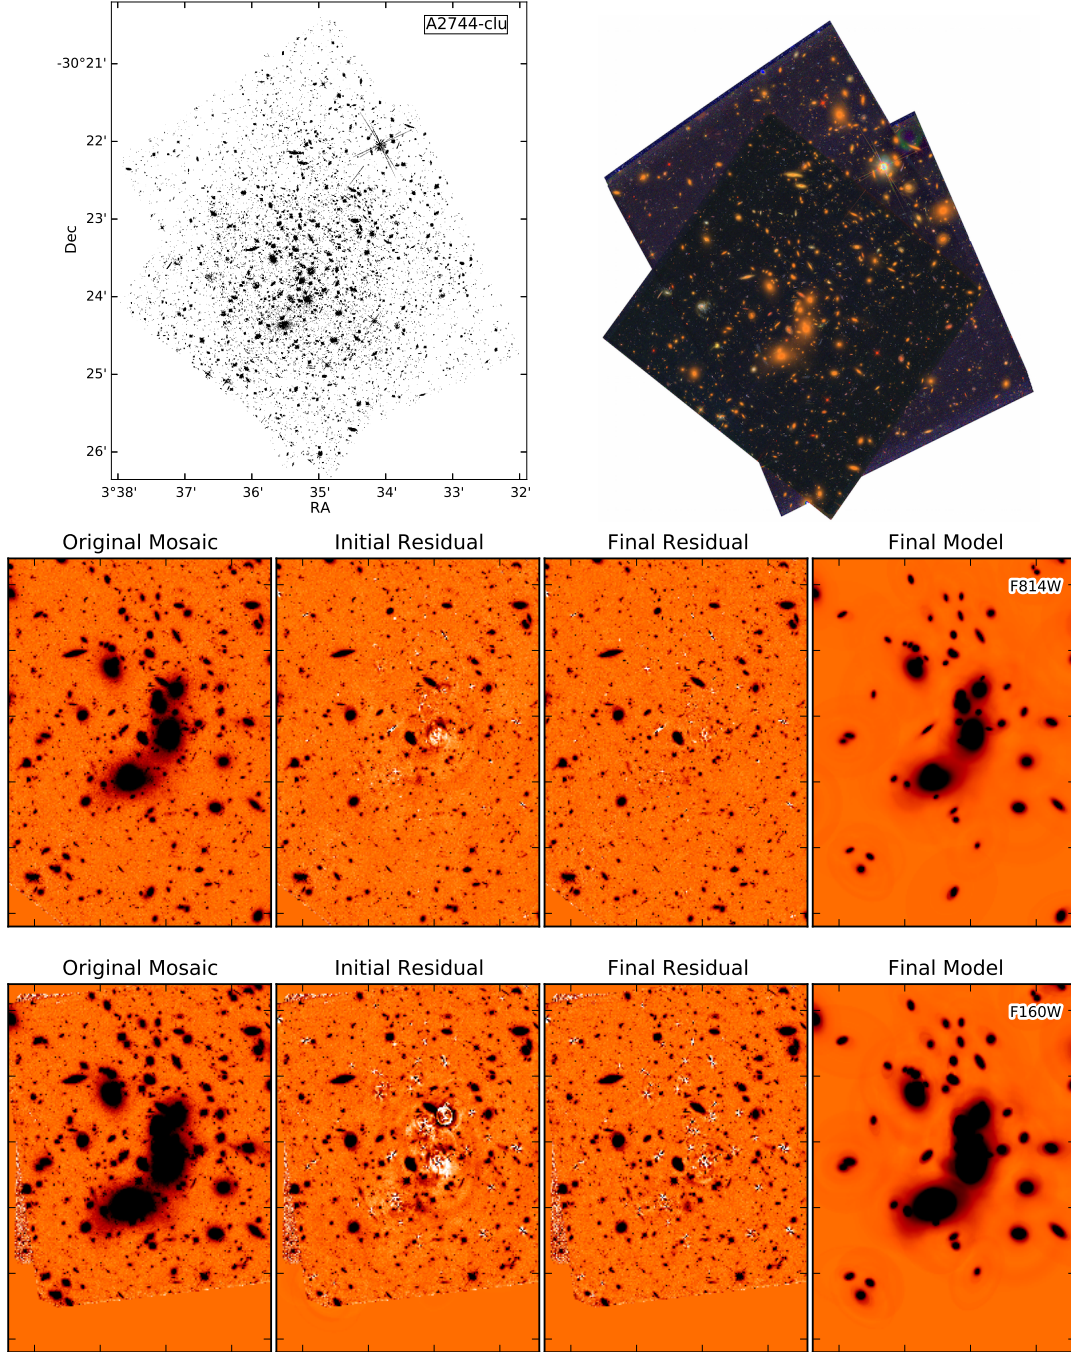 A2744-clu
-30°21'
22'
23'
Dec
24'
25'
26'
3°38' 37' 36' 35' 34' 33' 32'
RA
Original Mosaic Initial Residual Final Residual Final Model
F814W
Original Mosaic Initial Residual Final Residual Final Model
F160W